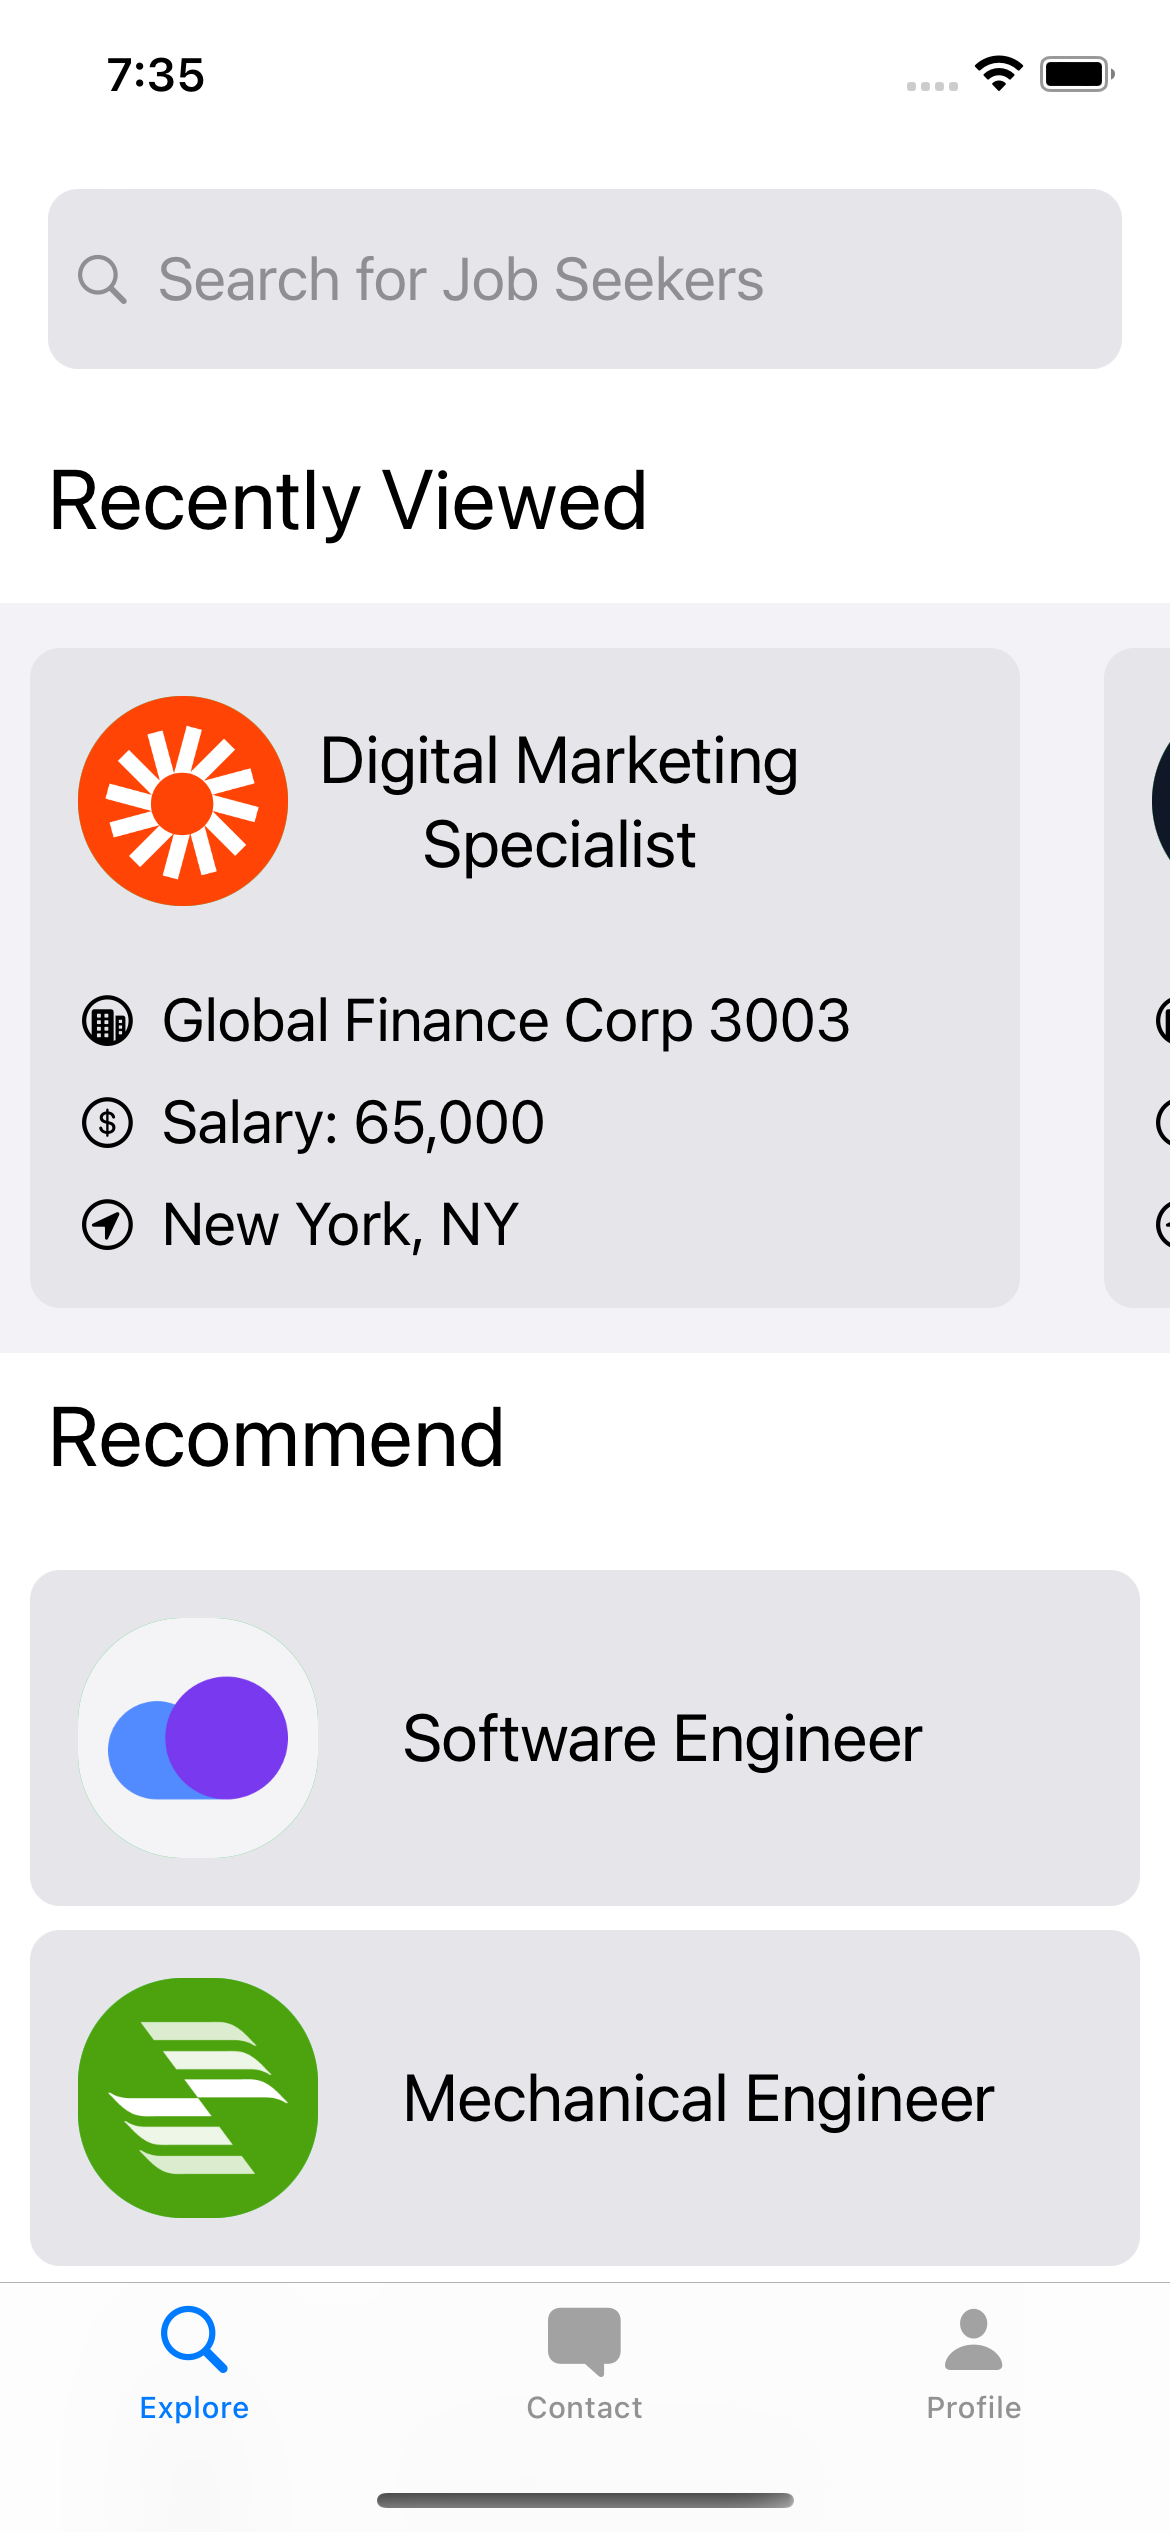 7:35
Search for Job Seekers
Recently Viewed
Digital Marketing
Specialist
Global Finance Corp 3003
$
Salary: 65,000
New York, NY
Recommend
Software Engineer
Mechanical Engineer
Explore
Contact
Profile